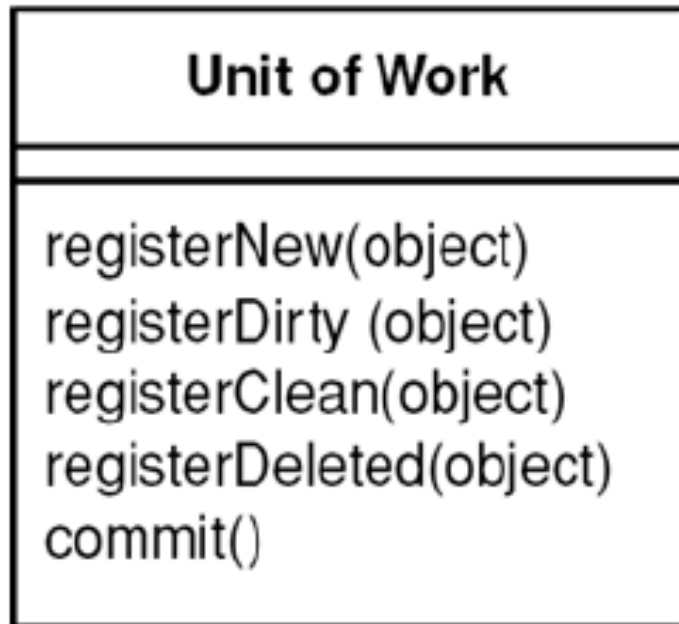 Unit of Work
registerNew(object)
registerDirty (object)
registerClean(object)
registerDeleted(object)
commit()